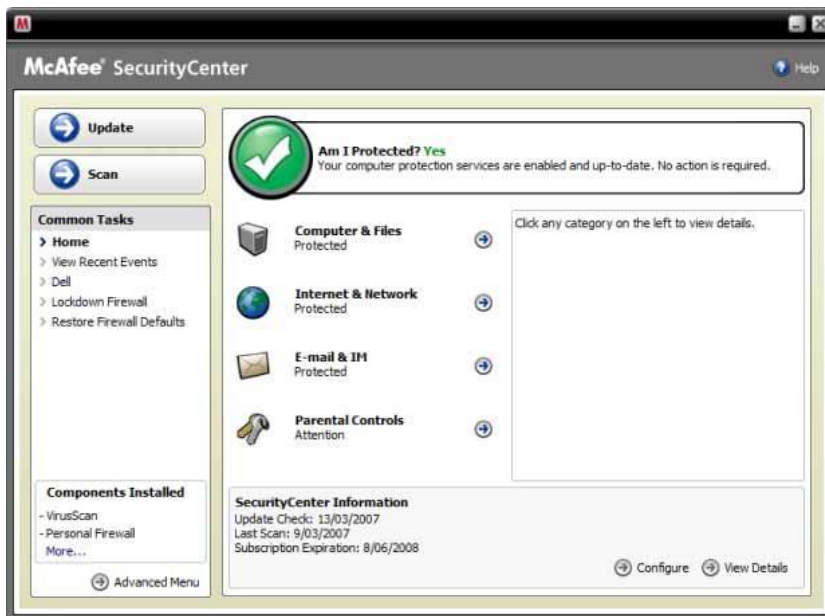 M
McAfee® SecurityCenter
Help
Update
Scan
Common Tasks
Home
View Recent Events
Dell
Lockdown Firewall
Restore Firewall Defaults
Components Installed
- VirusScan
- Personal Firewall
More...
Advanced Menu
Am I Protected? Yes
Your computer protection services are enabled and up-to-date. No action is required.
Computer & Files
Protected
Internet & Network
Protected
E-mail & IM
Protected
Parental Controls
Attention
Click any category on the left to view details.
SecurityCenter Information
Update Check: 13/03/2007
Last Scan: 9/03/2007
Subscription Expiration: 8/06/2008
Configure
View Details